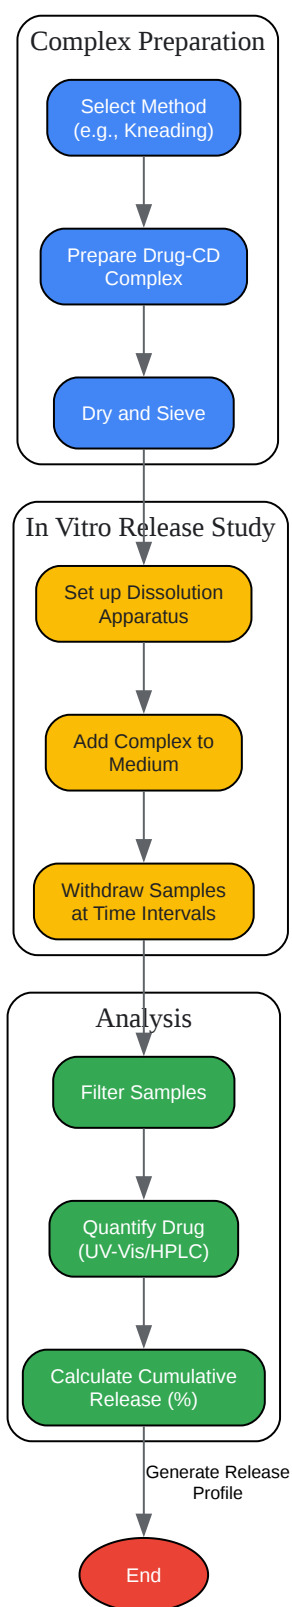 Complex Preparation
Select Method
(e.g., Kneading)
Prepare Drug-CD
Complex
Dry and Sieve
In Vitro Release Study
Set up Dissolution
Apparatus
Add Complex to
Medium
Withdraw Samples
at Time Intervals
Analysis
Filter Samples
Quantify Drug
(UV-Vis/HPLC)
Calculate Cumulative
Release (%)
Generate Release
Profile
End